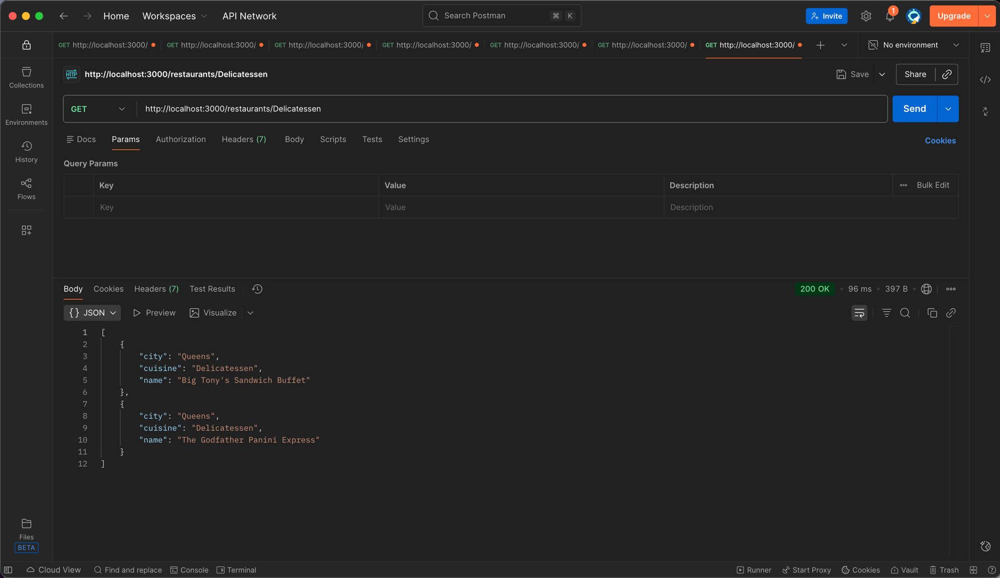 Home Workspaces API Network Search Postman ⌘ K Invite 1 Upgrade
GET http://localhost:3000/ GET http://localhost:3000/ GET http://localhost:3000/ GET http://localhost:3000/ GET http://localhost:3000/ GET http://localhost:3000/ GET http://localhost:3000/ No environment
HTTP http://localhost:3000/restaurants/Delicatessen Save Share
GET http://localhost:3000/restaurants/Delicatessen Send
Docs Params Authorization Headers (7) Body Scripts Tests Settings Cookies
Query Params
Key Value Description Bulk Edit
Key Value Description
Collections
Environments
History
Flows
Body Cookies Headers (7) Test Results 200 OK • 96 ms • 397 B
{} JSON Preview Visualize
1 [
2 {
3 "city": "Queens",
4 "cuisine": "Delicatessen",
5 "name": "Big Tony's Sandwich Buffet"
6 },
7 {
8 "city": "Queens",
9 "cuisine": "Delicatessen",
10 "name": "The Godfather Panini Express"
11 }
12 ]
Files
BETA
Cloud View Find and replace Console Terminal Runner Start Proxy Cookies Vault Trash